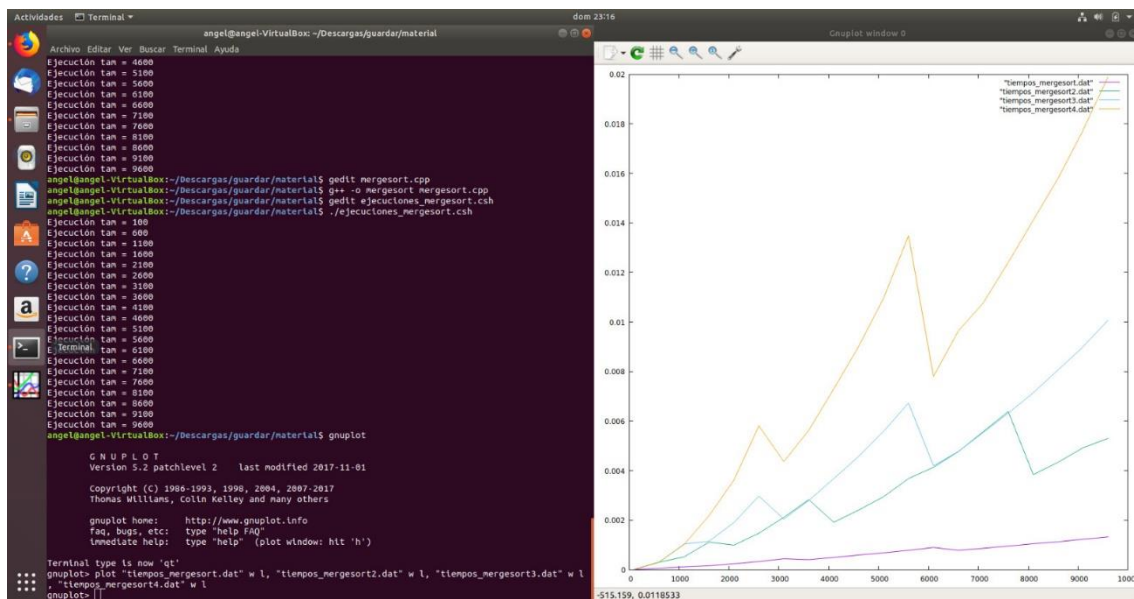 Actividades
Terminal
dom 23:16
angel@angel-VirtualBox: ~/Descargas/guardar/material
Archivo Editar Ver Buscar Terminal Ayuda
Ejecución tam = 4600
Ejecución tam = 5100
Ejecución tam = 5600
Ejecución tam = 6100
Ejecución tam = 6600
Ejecución tam = 7100
Ejecución tam = 7600
Ejecución tam = 8100
Ejecución tam = 8600
Ejecución tam = 9100
Ejecución tam = 9600
angel@angel-VirtualBox:~/Descargas/guardar/material$ gedit mergesort.cpp
angel@angel-VirtualBox:~/Descargas/guardar/material$ g++ -o mergesort mergesort.cpp
angel@angel-VirtualBox:~/Descargas/guardar/material$ gedit ejecuciones_mergesort.csh
angel@angel-VirtualBox:~/Descargas/guardar/material$ ./ejecuciones_mergesort.csh
Ejecución tam = 100
Ejecución tam = 600
Ejecución tam = 1100
Ejecución tam = 1600
Ejecución tam = 2100
Ejecución tam = 2600
Ejecución tam = 3100
Ejecución tam = 3600
Ejecución tam = 4100
Ejecución tam = 4600
Ejecución tam = 5100
Ejecución tam = 5600
Terminal
Ejecución tam = 6100
Ejecución tam = 6600
Ejecución tam = 7100
Ejecución tam = 7600
Ejecución tam = 8100
Ejecución tam = 8600
Ejecución tam = 9100
Ejecución tam = 9600
angel@angel-VirtualBox:~/Descargas/guardar/material$ gnuplot
G N U P L O T
Version 5.2 patchlevel 2    last modified 2017-11-01
Copyright (C) 1986-1993, 1998, 2004, 2007-2017
Thomas Williams, Colin Kelley and many others
gnuplot home:     http://www.gnuplot.info
faq, bugs, etc:   type "help FAQ"
immediate help:   type "help"  (plot window: hit 'h')
Terminal type is now 'qt'
gnuplot> plot "tiempos_mergesort.dat" w l, "tiempos_mergesort2.dat" w l, "tiempos_mergesort3.dat" w l
, "tiempos_mergesort4.dat" w l
gnuplot>
Gnuplot window 0
"tiempos_mergesort.dat"
"tiempos_mergesort2.dat"
"tiempos_mergesort3.dat"
"tiempos_mergesort4.dat"
0.02
0.018
0.016
0.014
0.012
0.01
0.008
0.006
0.004
0.002
0
0 1000 2000 3000 4000 5000 6000 7000 8000 9000 10000
-515.159, 0.0118533